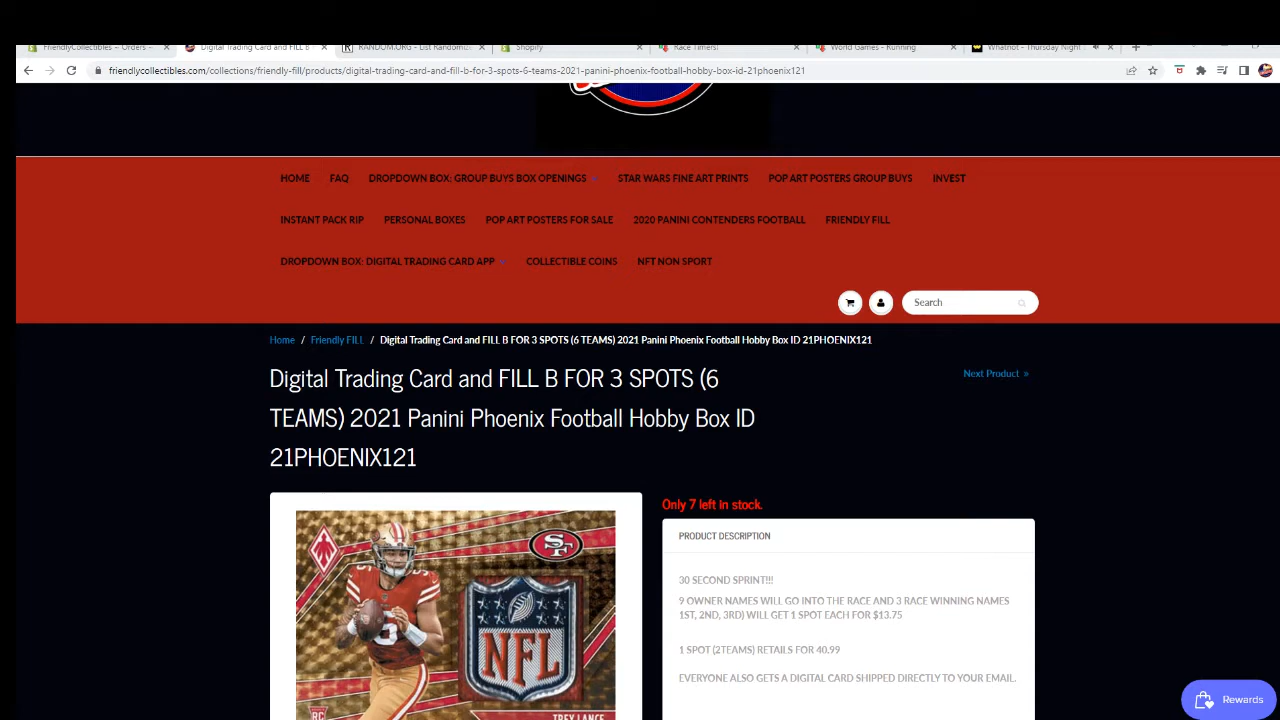 FriendlyCollectibles ~ Orders ~
Digital Trading Card and FILL B
RANDOM.ORG - List Randomiz
Shopify
Race Timers!
World Games - Running
Whatnot - Thursday Night
friendlycollectibles.com/collections/friendly-fill/products/digital-trading-card-and-fill-b-for-3-spots-6-teams-2021-panini-phoenix-football-hobby-box-id-21phoenix121
HOME FAQ DROPDOWN BOX: GROUP BUYS BOX OPENINGS STAR WARS FINE ART PRINTS POP ART POSTERS GROUP BUYS INVEST
INSTANT PACK RIP PERSONAL BOXES POP ART POSTERS FOR SALE 2020 PANINI CONTENDERS FOOTBALL FRIENDLY FILL
DROPDOWN BOX: DIGITAL TRADING CARD APP COLLECTIBLE COINS NFT NON SPORT
Search
Home / Friendly FILL / Digital Trading Card and FILL B FOR 3 SPOTS (6 TEAMS) 2021 Panini Phoenix Football Hobby Box ID 21PHOENIX121
Next Product »
Digital Trading Card and FILL B FOR 3 SPOTS (6
TEAMS) 2021 Panini Phoenix Football Hobby Box ID
21PHOENIX121
Only 7 left in stock.
PRODUCT DESCRIPTION
30 SECOND SPRINT!!!
9 OWNER NAMES WILL GO INTO THE RACE AND 3 RACE WINNING NAMES
1ST, 2ND, 3RD) WILL GET 1 SPOT EACH FOR $13.75
1 SPOT (2TEAMS) RETAILS FOR 40.99
EVERYONE ALSO GETS A DIGITAL CARD SHIPPED DIRECTLY TO YOUR EMAIL.
SF
NFL
5
RC
TREY LANCE
Rewards